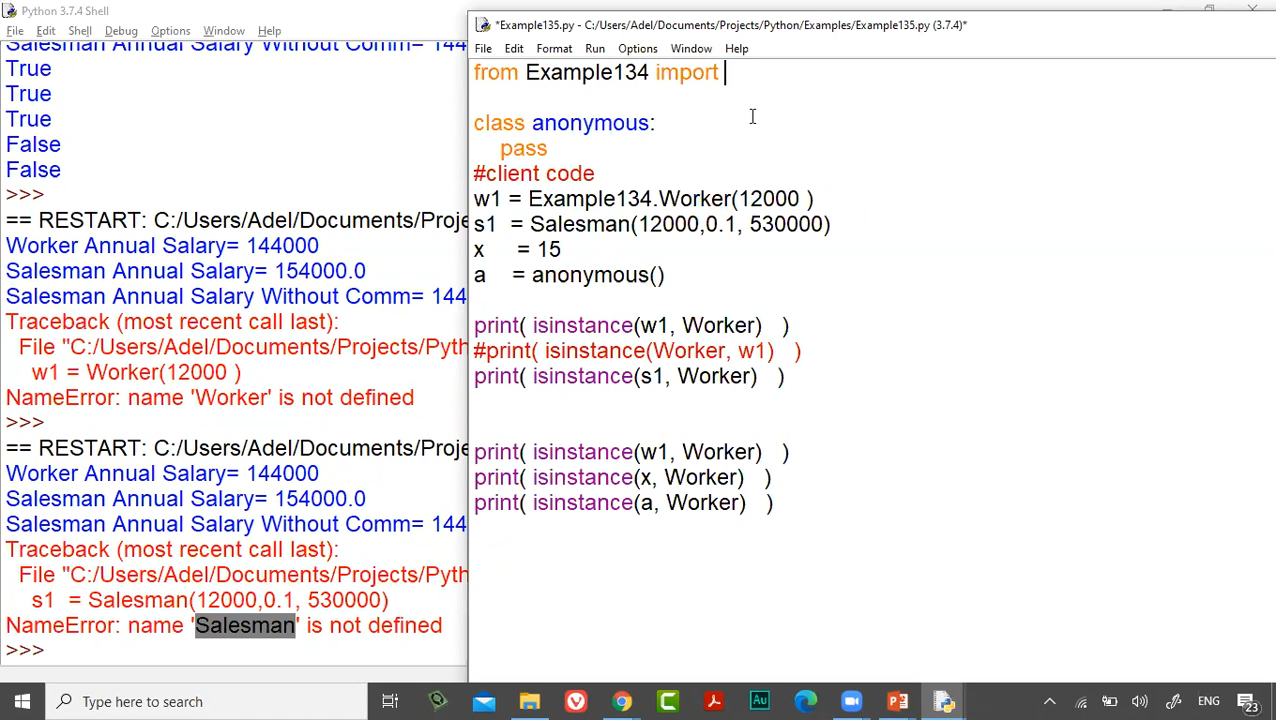 Python 3.7.4 Shell
File Edit Shell Debug Options Window Help
Salesman Annual Salary Without Comm= 144
True
True
True
False
False
>>>
== RESTART: C:/Users/Adel/Documents/Proje
Worker Annual Salary= 144000
Salesman Annual Salary= 154000.0
Salesman Annual Salary Without Comm= 144
Traceback (most recent call last):
File "C:/Users/Adel/Documents/Projects/Pyth
w1 = Worker(12000 )
NameError: name 'Worker' is not defined
>>>
== RESTART: C:/Users/Adel/Documents/Proje
Worker Annual Salary= 144000
Salesman Annual Salary= 154000.0
Salesman Annual Salary Without Comm= 144
Traceback (most recent call last):
File "C:/Users/Adel/Documents/Projects/Pyth
s1 = Salesman(12000,0.1, 530000)
NameError: name 'Salesman' is not defined
>>>
*Example135.py - C:/Users/Adel/Documents/Projects/Python/Examples/Example135.py (3.7.4)*
File Edit Format Run Options Window Help
from Example134 import
class anonymous:
pass
#client code
w1 = Example134.Worker(12000 )
s1 = Salesman(12000,0.1, 530000)
x = 15
a = anonymous()
print( isinstance(w1, Worker) )
#print( isinstance(Worker, w1) )
print( isinstance(s1, Worker) )
print( isinstance(w1, Worker) )
print( isinstance(x, Worker) )
print( isinstance(a, Worker) )
Type here to search
ENG
23